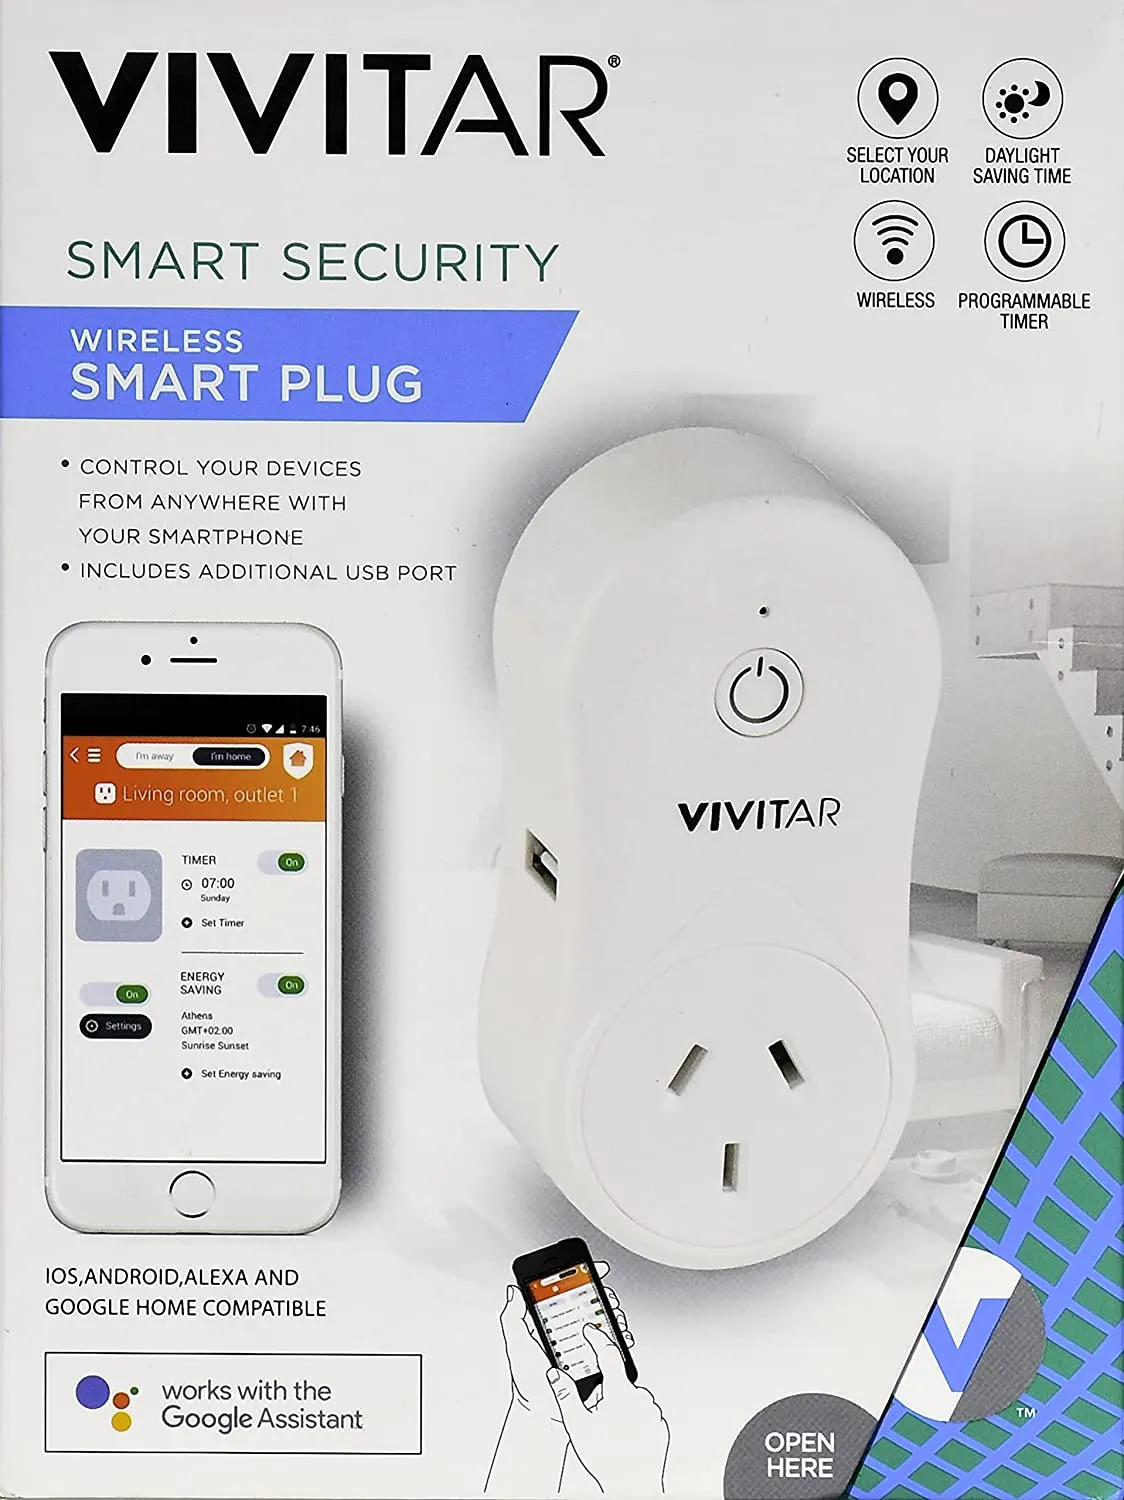 VIVITAR®
SELECT YOUR
LOCATION
DAYLIGHT
SAVING TIME
WIRELESS
PROGRAMMABLE
TIMER
SMART SECURITY
WIRELESS
SMART PLUG
• CONTROL YOUR DEVICES
FROM ANYWHERE WITH
YOUR SMARTPHONE
• INCLUDES ADDITIONAL USB PORT
7:46
I'm away
I'm home
Living room, outlet 1
TIMER
On
07:00
Sunday
Set Timer
ENERGY
SAVING
On
On
Settings
Athens
GMT+02:00
Sunrise Sunset
Set Energy saving
VIVITAR
IOS,ANDROID,ALEXA AND
GOOGLE HOME COMPATIBLE
works with the
Google Assistant
OPEN
HERE
V
TM